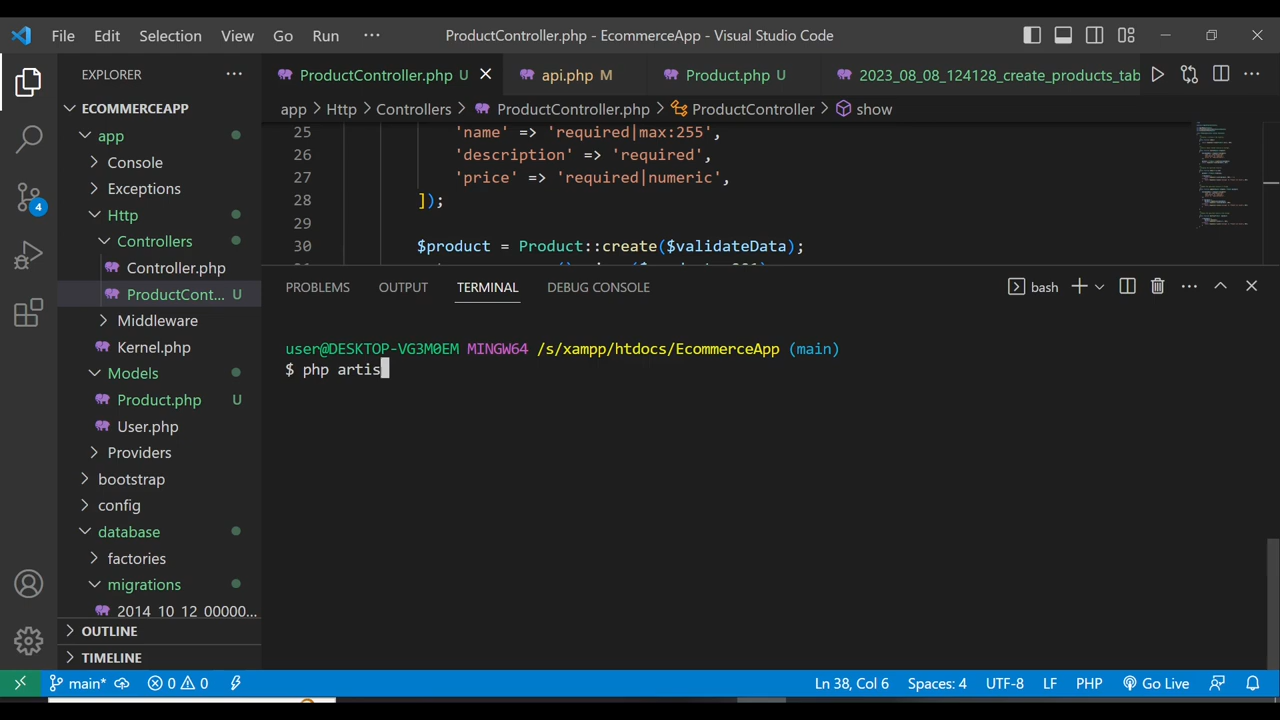 File Edit Selection View Go Run ··· ProductController.php - EcommerceApp - Visual Studio Code
EXPLORER ···
ProductController.php U
api.php M
Product.php U
2023_08_08_124128_create_products_tab
ECOMMERCEAPP
app
Console
Exceptions
Http
Controllers
Controller.php
ProductCont... U
Middleware
Kernel.php
Models
Product.php U
User.php
Providers
bootstrap
config
database
factories
migrations
2014_10_12_00000...
OUTLINE
TIMELINE
4
app > Http > Controllers > ProductController.php > ProductController > show
25 'name' => 'required|max:255',
26 'description' => 'required',
27 'price' => 'required|numeric',
28 ]);
29
30 $product = Product::create($validateData);
PROBLEMS OUTPUT TERMINAL DEBUG CONSOLE bash
user@DESKTOP-VG3M0EM MINGW64 /s/xampp/htdocs/EcommerceApp (main)
$ php artis
main* 0 0 Ln 38, Col 6 Spaces: 4 UTF-8 LF PHP Go Live